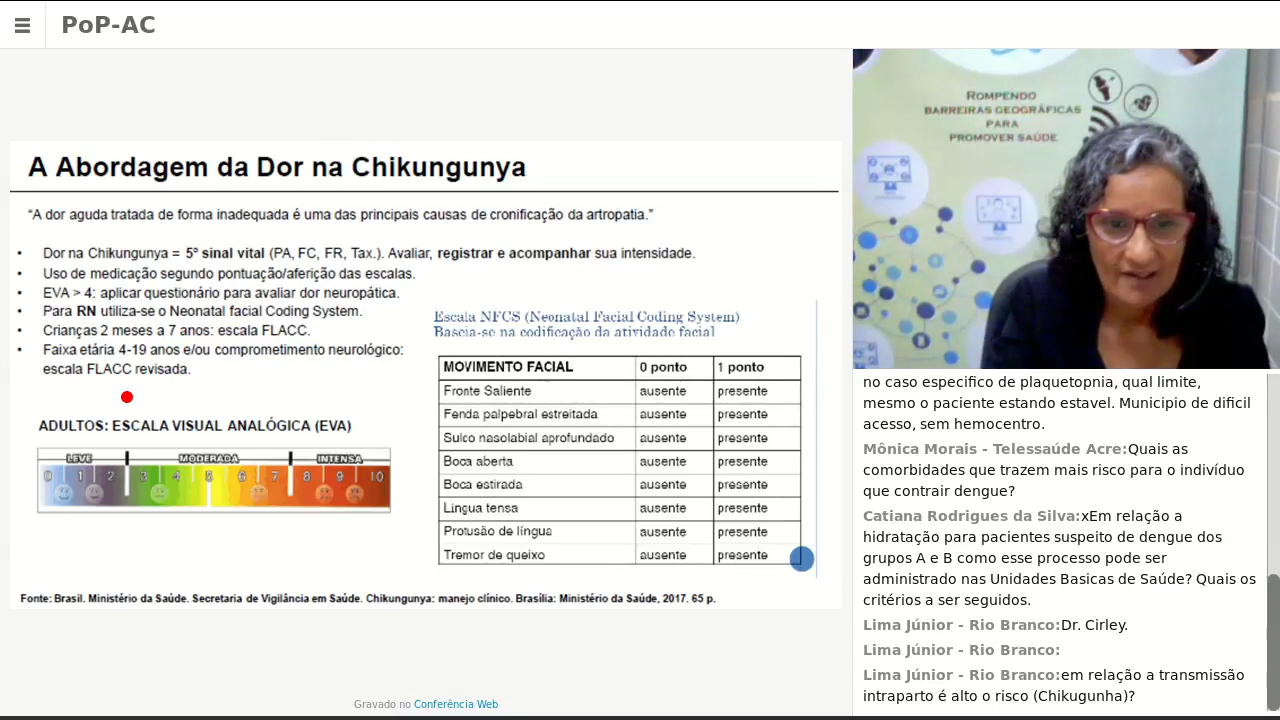 PoP-AC
A Abordagem da Dor na Chikungunya
“A dor aguda tratada de forma inadequada é uma das principais causas de cronificação da artropatia.”
• Dor na Chikungunya = 5º sinal vital (PA, FC, FR, Tax.). Avaliar, registrar e acompanhar sua intensidade.
• Uso de medicação segundo pontuação/aferição das escalas.
• EVA > 4: aplicar questionário para avaliar dor neuropática.
• Para RN utiliza-se o Neonatal facial Coding System.
• Crianças 2 meses a 7 anos: escala FLACC.
• Faixa etária 4-19 anos e/ou comprometimento neurológico:
escala FLACC revisada.
ADULTOS: ESCALA VISUAL ANALÓGICA (EVA)
LEVE MODERADA INTENSA
0 1 2 3 4 5 6 7 8 9 10
Escala NFCS (Neonatal Facial Coding System)
Baseia-se na codificação da atividade facial
MOVIMENTO FACIAL 0 ponto 1 ponto
Fronte Saliente ausente presente
Fenda palpebral estreitada ausente presente
Sulco nasolabial aprofundado ausente presente
Boca aberta ausente presente
Boca estirada ausente presente
Língua tensa ausente presente
Protusão de língua ausente presente
Tremor de queixo ausente presente
Fonte: Brasil. Ministério da Saúde. Secretaria de Vigilância em Saúde. Chikungunya: manejo clínico. Brasília: Ministério da Saúde, 2017. 65 p.
Gravado no Conferência Web
ROMPENDO
BARREIRAS GEOGRÁFICAS
PARA
PROMOVER SAÚDE
no caso especifico de plaquetopnia, qual limite,
mesmo o paciente estando estavel. Municipio de dificil
acesso, sem hemocentro.
Mônica Morais - Telessaúde Acre:Quais as
comorbidades que trazem mais risco para o indivíduo
que contrair dengue?
Catiana Rodrigues da Silva:xEm relação a
hidratação para pacientes suspeito de dengue dos
grupos A e B como esse processo pode ser
administrado nas Unidades Basicas de Saúde? Quais os
critérios a ser seguidos.
Lima Júnior - Rio Branco:Dr. Cirley.
Lima Júnior - Rio Branco:
Lima Júnior - Rio Branco:em relação a transmissão
intraparto é alto o risco (Chikugunha)?